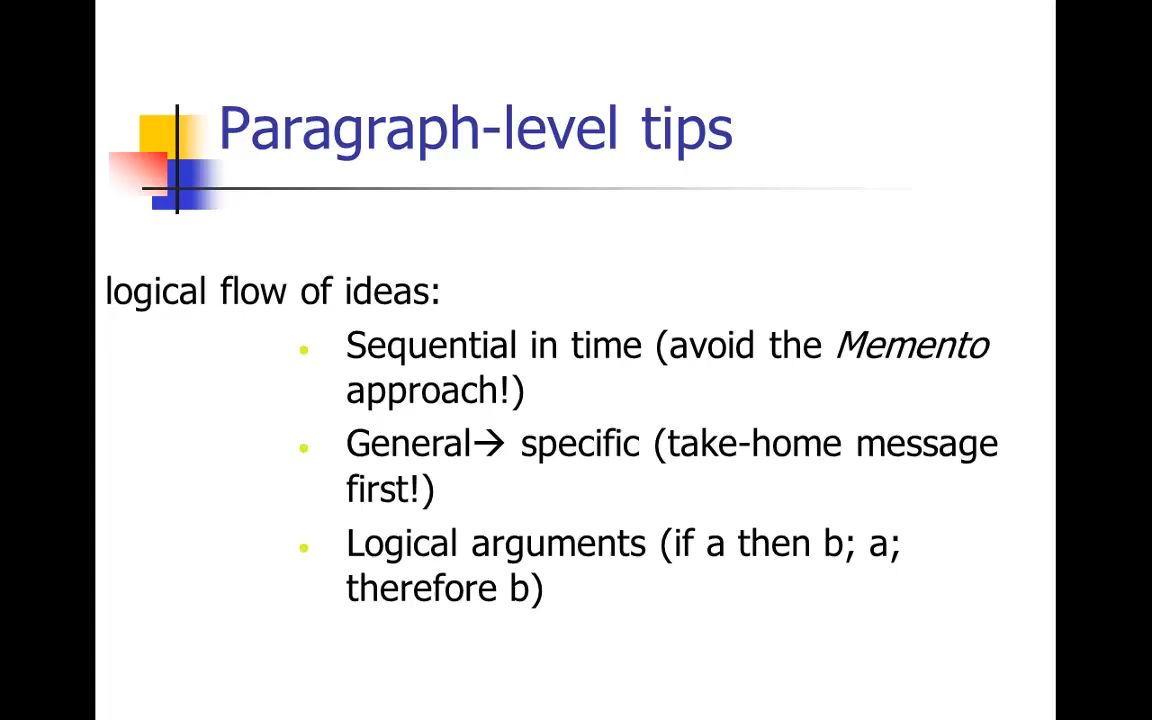 Paragraph-level tips
logical flow of ideas:
• Sequential in time (avoid the Memento
approach!)
• General→ specific (take-home message
first!)
• Logical arguments (if a then b; a;
therefore b)